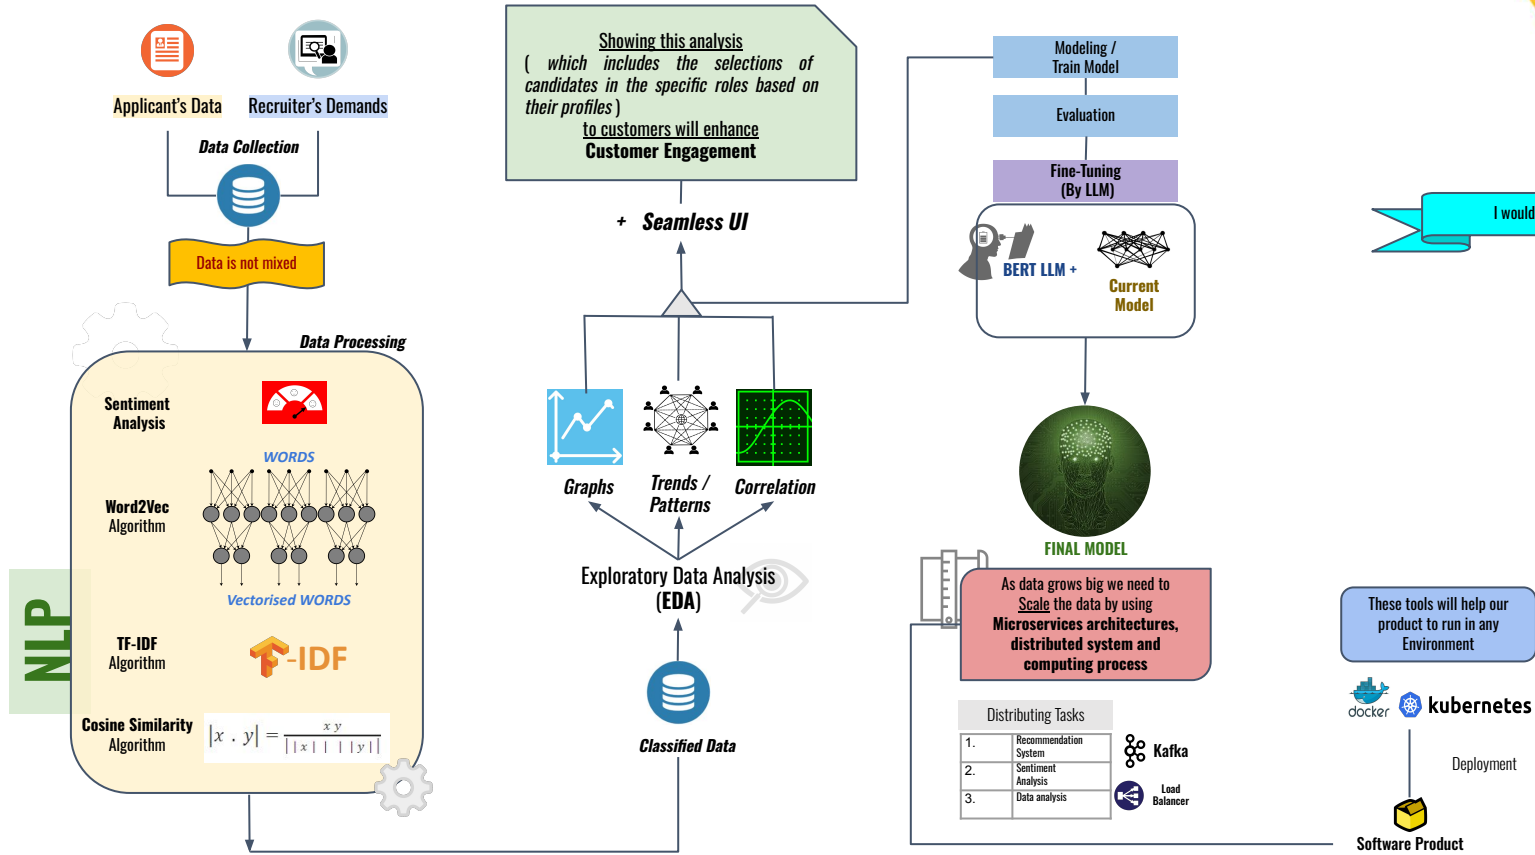 Applicant's Data
Recruiter's Demands
Data Collection
Data is not mixed
Data Processing
Sentiment
Analysis
WORDS
Word2Vec
Algorithm
Vectorised WORDS
NLP
TF-IDF
Algorithm
-IDF
Cosine Similarity
Algorithm
|x . y| = x y / ||x| | ||y||
Showing this analysis
( which includes the selections of
candidates in the specific roles based on
their profiles )
to customers will enhance
Customer Engagement
+ Seamless UI
Graphs
Trends /
Patterns
Correlation
Exploratory Data Analysis
(EDA)
Classified Data
Modeling /
Train Model
Evaluation
Fine-Tuning
(By LLM)
BERT LLM +
Current
Model
FINAL MODEL
As data grows big we need to
Scale the data by using
Microservices architectures,
distributed system and
computing process
Distributing Tasks
1. Recommendation
System
2. Sentiment
Analysis
3. Data analysis
Kafka
Load
Balancer
I would
These tools will help our
product to run in any
Environment
docker
kubernetes
Deployment
Software Product